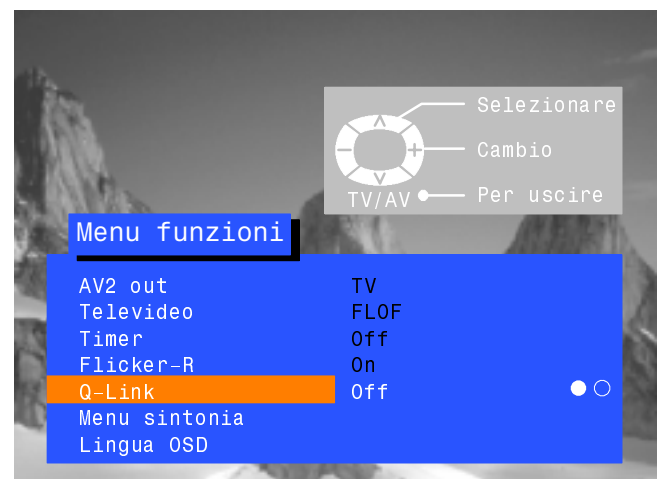 Selezionare
Cambio
TV/AV Per uscire
Menu funzioni
AV2 out TV
Televideo FLOF
Timer Off
Flicker-R On
Q-Link Off
Menu sintonia
Lingua OSD